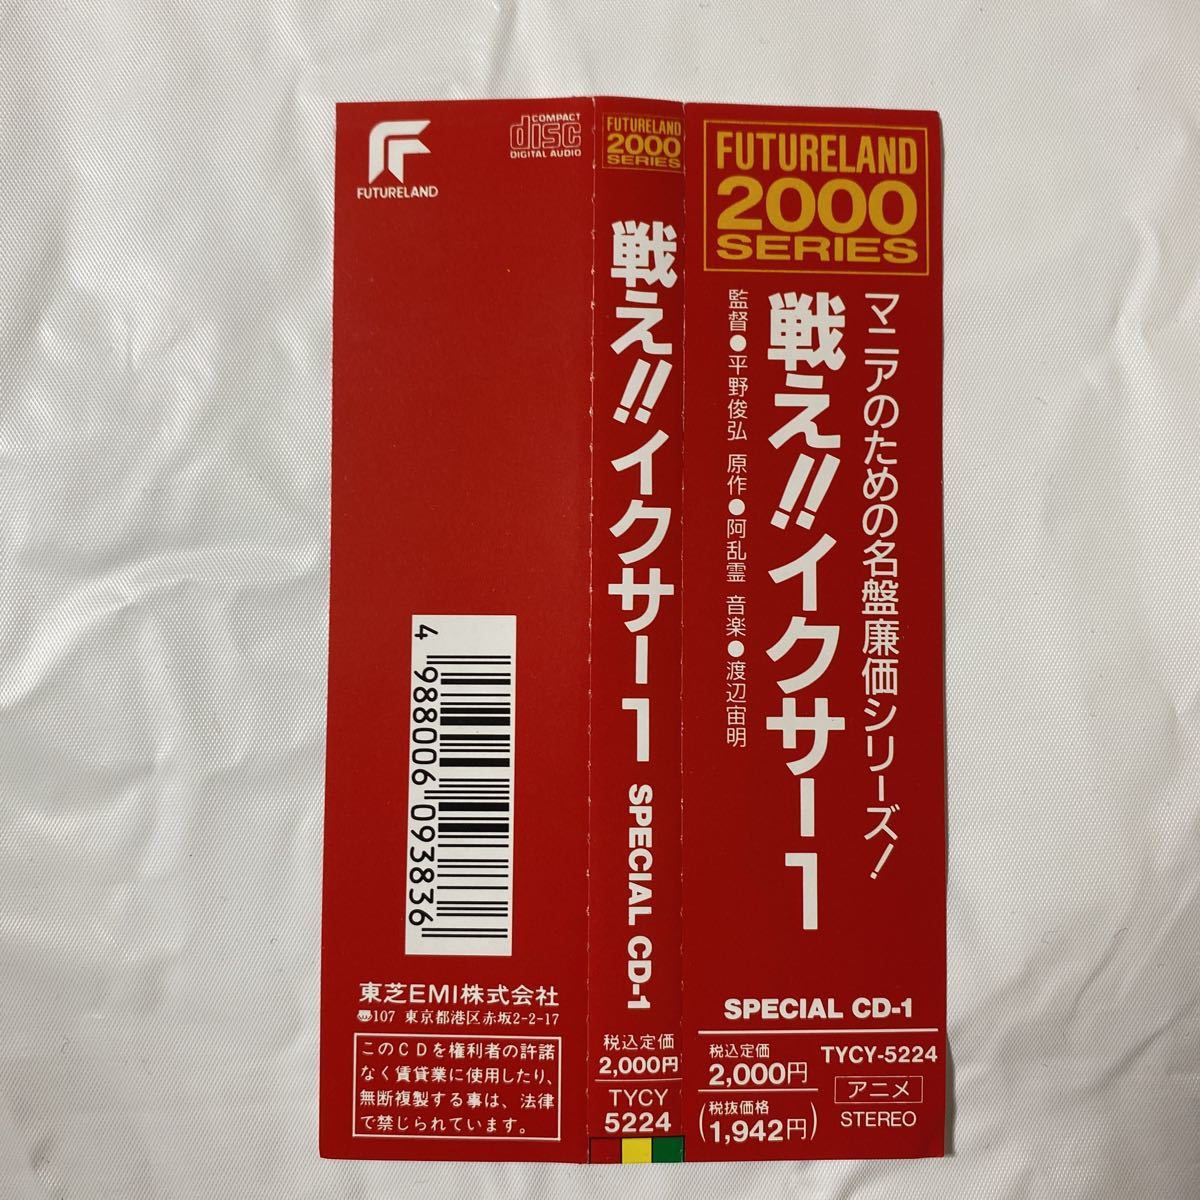 FUTURELAND
COMPACT
disc
DIGITAL AUDIO
4 988006 093836
東芝EMI株式会社
〠107 東京都港区赤坂2-2-17
このCDを権利者の許諾
なく賃貸業に使用したり、
無断複製する事は、法律
で禁じられています。
FUTURELAND
2000
SERIES
戦え!!イクサー1
SPECIAL CD-1
税込定価
2,000円
TYCY
5224
FUTURELAND
2000
SERIES
マニアのための名盤廉価シリーズ!
戦え!!イクサー1
監督●平野俊弘 原作●阿乱霊 音楽●渡辺宙明
SPECIAL CD-1
税込定価
2,000円
(税抜価格
1,942円)
TYCY-5224
アニメ
STEREO